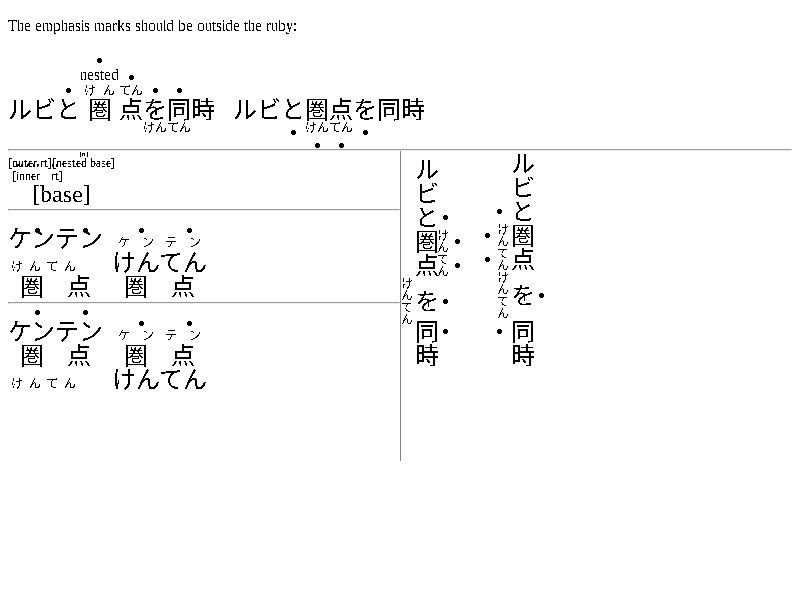 The emphasis marks should be outside the ruby:
nested
けんてん
ルビと圏点を同時 ルビと圏点を同時
けんてん けんてん
[outer rt][nested base]
[inner rt]
[base]
ケンテン ケンテン
けんてん けんてん
圏点 圏点
ケンテン ケンテン
圏点 圏点
けんてん けんてん
ルビと圏点を同時
けんてん
けんてん
ルビと圏点を同時
けんてんけんてん